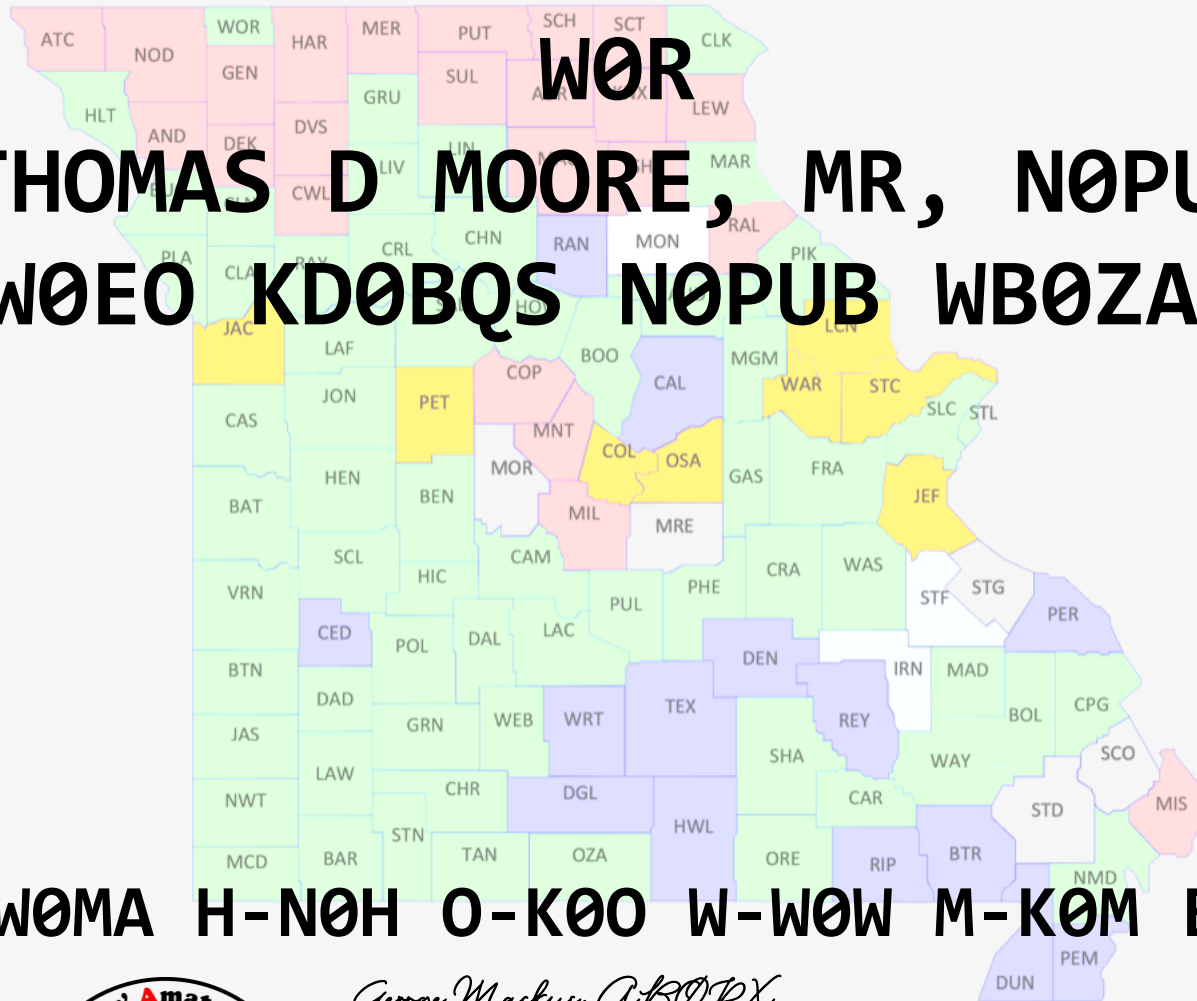 ATC NOD WOR HAR MER PUT SCH SCT CLK
W0R
GEN SUL GRU LEW
HLT AND DEK DVS LIN LIV MAR
THOMAS D MOORE, MR, N0PU
CWL
RAL
PLA CLA RAY CRL CHN RAN MON PIK
W0EO KD0BQS N0PUB WB0ZA
JAC LAF BOO MGM LCN
COP CAL WAR STC
CAS JON PET SLC STL
MNT COL OSA
BAT HEN BEN MOR GAS FRA JEF
MIL MRE
VRN SCL HIC CAM PUL PHE CRA WAS STF STG PER
CED POL DAL LAC
BTN DAD DEN IRN MAD
JAS GRN WEB WRT TEX REY BOL CPG
LAW SHA WAY SCO
NWT CHR DGL CAR STD MIS
STN HWL
MCD BAR TAN OZA ORE RIP BTR NMD
W0MA H-N0H O-K0O W-W0W M-K0M
DUN PEM